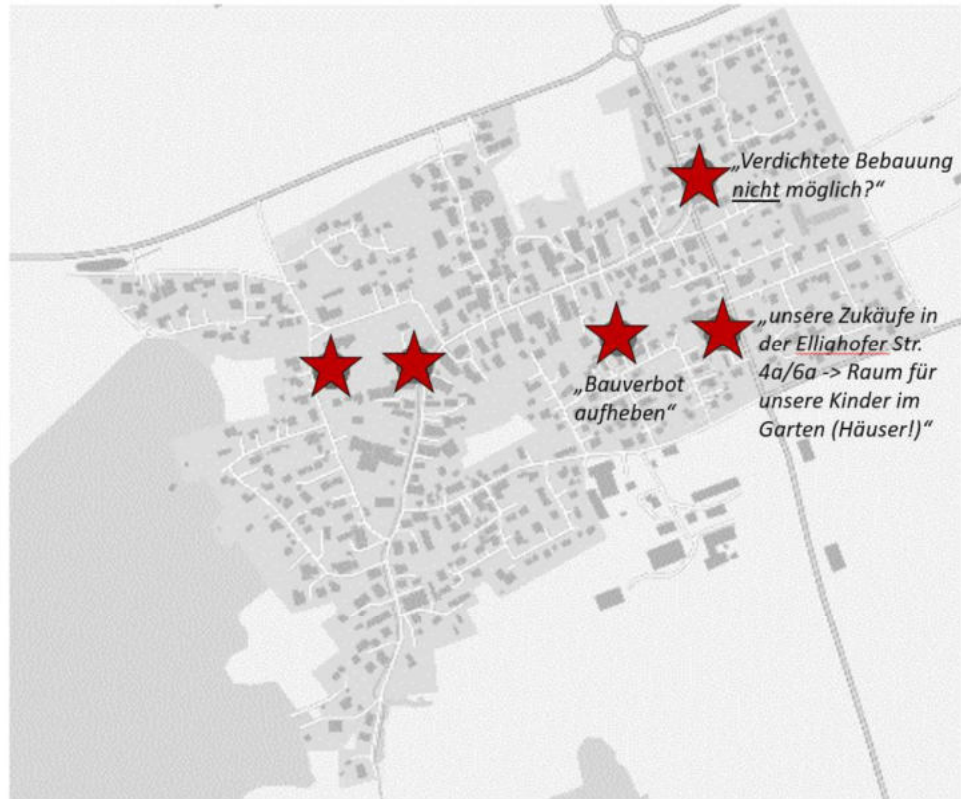 „Verdichtete Bebauung
nicht möglich?“
„unsere Zukäufe in
der Ellighofer Str.
4a/6a -> Raum für
unsere Kinder im
Garten (Häuser!)“
„Bauverbot
aufheben“